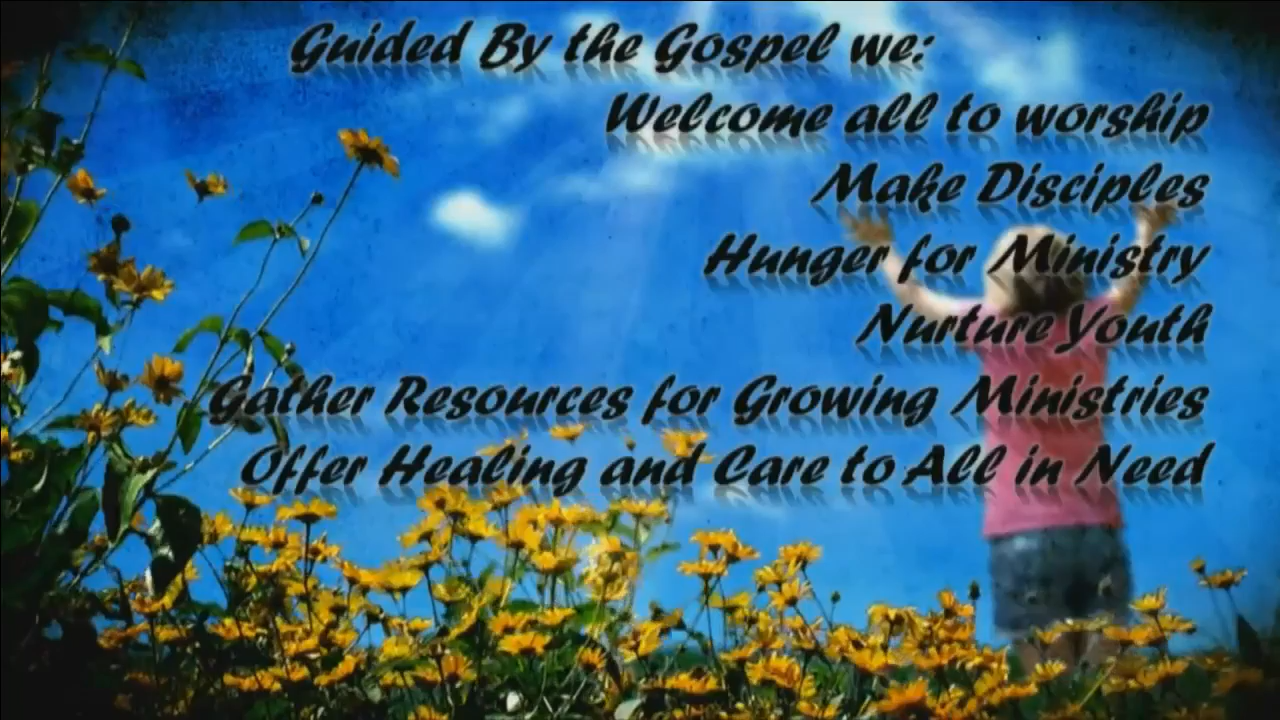 Guided By the Gospel we:
Welcome all to worship
Make Disciples
Hunger for Ministry
Nurture Youth
Gather Resources for Growing Ministries
Offer Healing and Care to All in Need